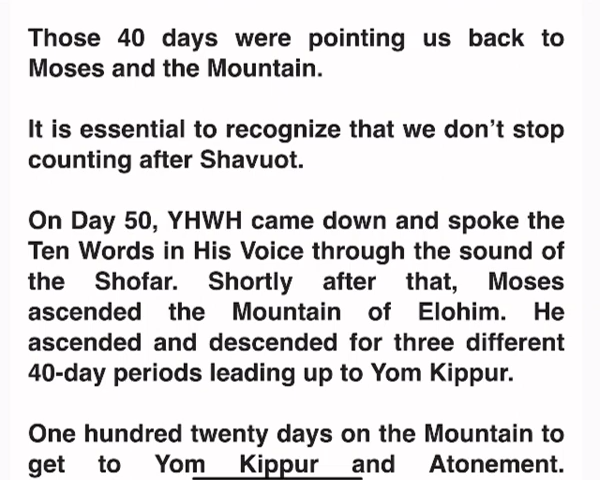 Those 40 days were pointing us back to
Moses and the Mountain.
It is essential to recognize that we don’t stop
counting after Shavuot.
On Day 50, YHWH came down and spoke the
Ten Words in His Voice through the sound of
the Shofar. Shortly after that, Moses
ascended the Mountain of Elohim. He
ascended and descended for three different
40-day periods leading up to Yom Kippur.
One hundred twenty days on the Mountain to
get to Yom Kippur and Atonement.